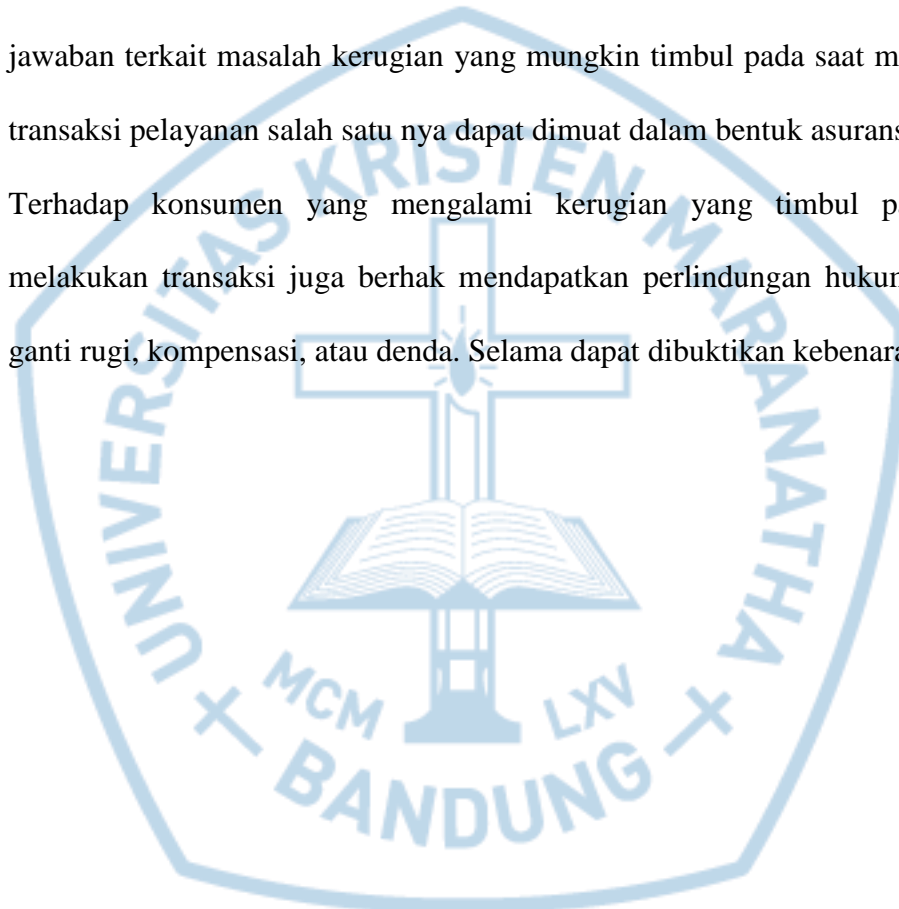 jawaban terkait masalah kerugian yang mungkin timbul pada saat
transaksi pelayanan salah satu nya dapat dimuat dalam bentuk
Terhadap konsumen yang mengalami kerugian yang timbul
melakukan transaksi juga berhak mendapatkan perlindungan
ganti rugi, kompensasi, atau denda. Selama dapat dibuktikan
UNIVERSITAS KRISTEN MARANATHA
MCM LXV
BANDUNG